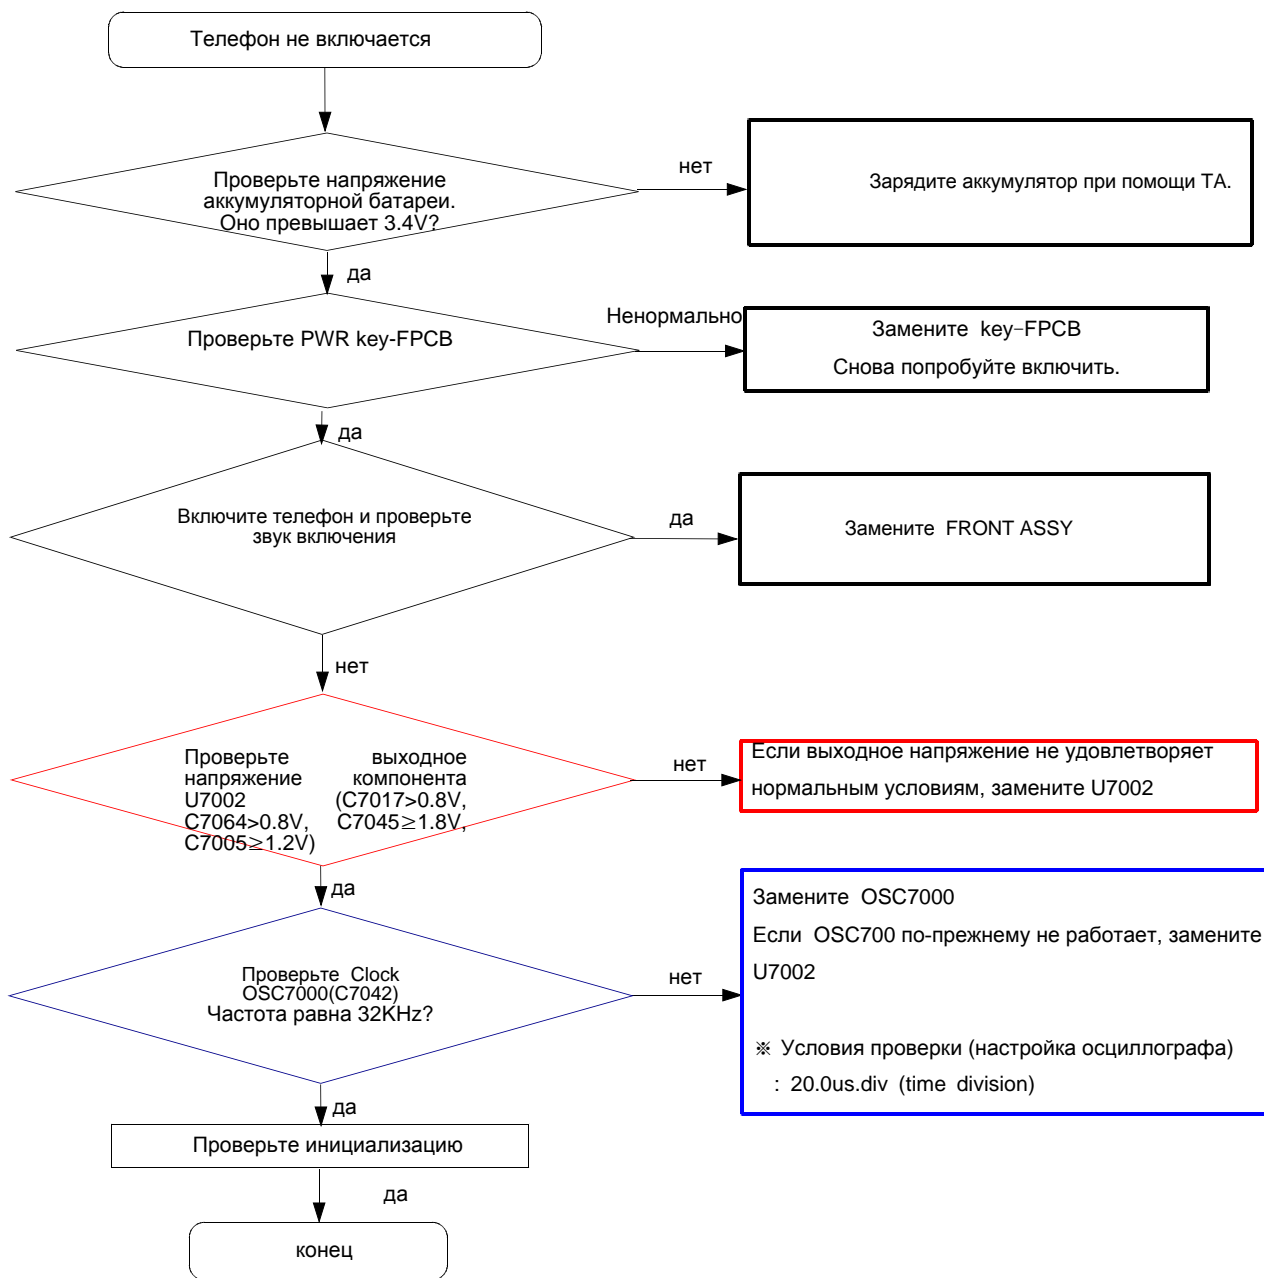 Телефон не включается
Проверьте напряжение
аккумуляторной батареи.
Оно превышает 3.4V?
нет
Зарядите аккумулятор при помощи TA.
да
Проверьте PWR key-FPCB
Ненормально
Замените key-FPCB
Снова попробуйте включить.
да
Включите телефон и проверьте
звук включения
да
Замените FRONT ASSY
нет
Проверьте выходное
напряжение компонента
U7002 (C7017>0.8V,
C7064>0.8V, C7045≥1.8V,
C7005≥1.2V)
нет
Если выходное напряжение не удовлетворяет
нормальным условиям, замените U7002
да
Проверьте Clock
OSC7000(C7042)
Частота равна 32KHz?
нет
Замените OSC7000
Если OSC700 по-прежнему не работает, замените
U7002
※ Условия проверки (настройка осциллографа)
: 20.0us.div (time division)
да
Проверьте инициализацию
да
конец